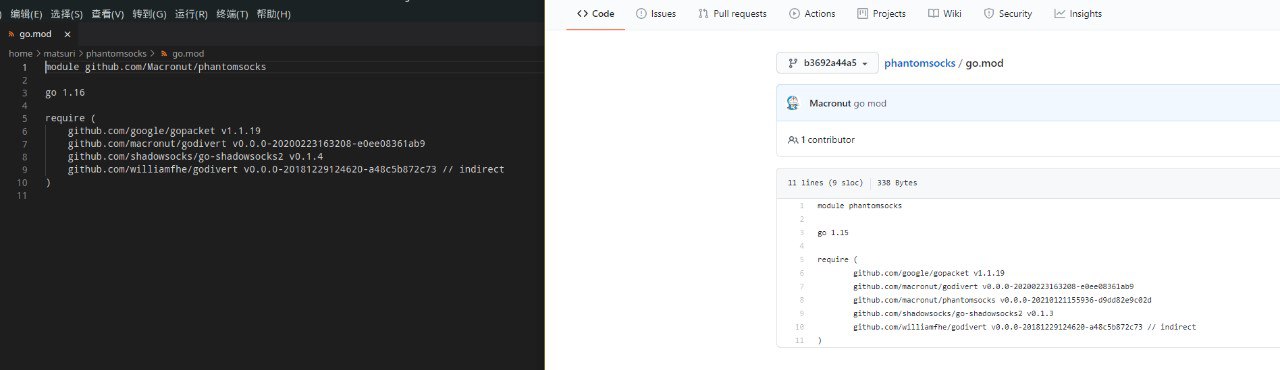 编辑(E) 选择(S) 查看(V) 转到(G) 运行(R) 终端(T) 帮助(H)
go.mod
home > matsuri > phantomsocks > go.mod
1 module github.com/Macronut/phantomsocks
2
3 go 1.16
4
5 require (
6 github.com/google/gopacket v1.1.19
7 github.com/macronut/godivert v0.0.0-20200223163208-e0ee08361ab9
8 github.com/shadowsocks/go-shadowsocks2 v0.1.4
9 github.com/williamfhe/godivert v0.0.0-20181229124620-a48c5b872c73 // indirect
10 )
11
Code Issues Pull requests Actions Projects Wiki Security Insights
b3692a44a5 phantomsocks / go.mod
Macronut go mod
1 contributor
11 lines (9 sloc) 338 Bytes
1 module phantomsocks
2
3 go 1.15
4
5 require (
6 github.com/google/gopacket v1.1.19
7 github.com/macronut/godivert v0.0.0-20200223163208-e0ee08361ab9
8 github.com/macronut/phantomsocks v0.0.0-20210121155936-d9dd82e9c02d
9 github.com/shadowsocks/go-shadowsocks2 v0.1.3
10 github.com/williamfhe/godivert v0.0.0-20181229124620-a48c5b872c73 // indirect
11 )